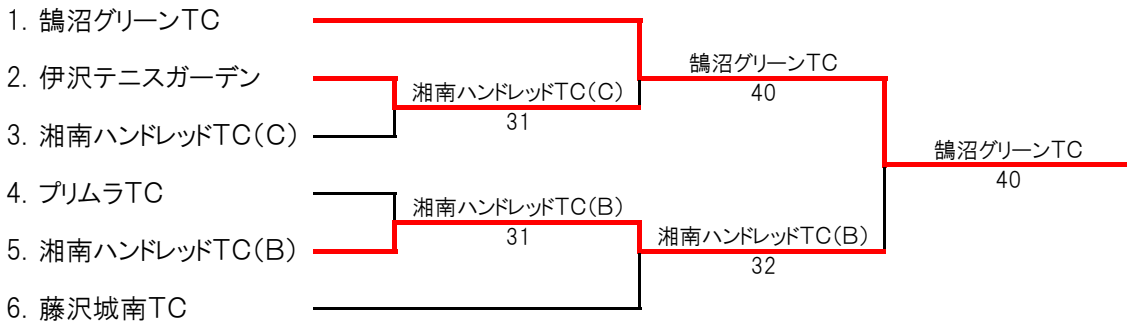 1. 鵠沼グリーンTC
2. 伊沢テニスガーデン
3. 湘南ハンドレッドTC(C)
4. プリムラTC
5. 湘南ハンドレッドTC(B)
6. 藤沢城南TC
湘南ハンドレッドTC(C)
31
湘南ハンドレッドTC(B)
31
鵠沼グリーンTC
40
湘南ハンドレッドTC(B)
32
鵠沼グリーンTC
40